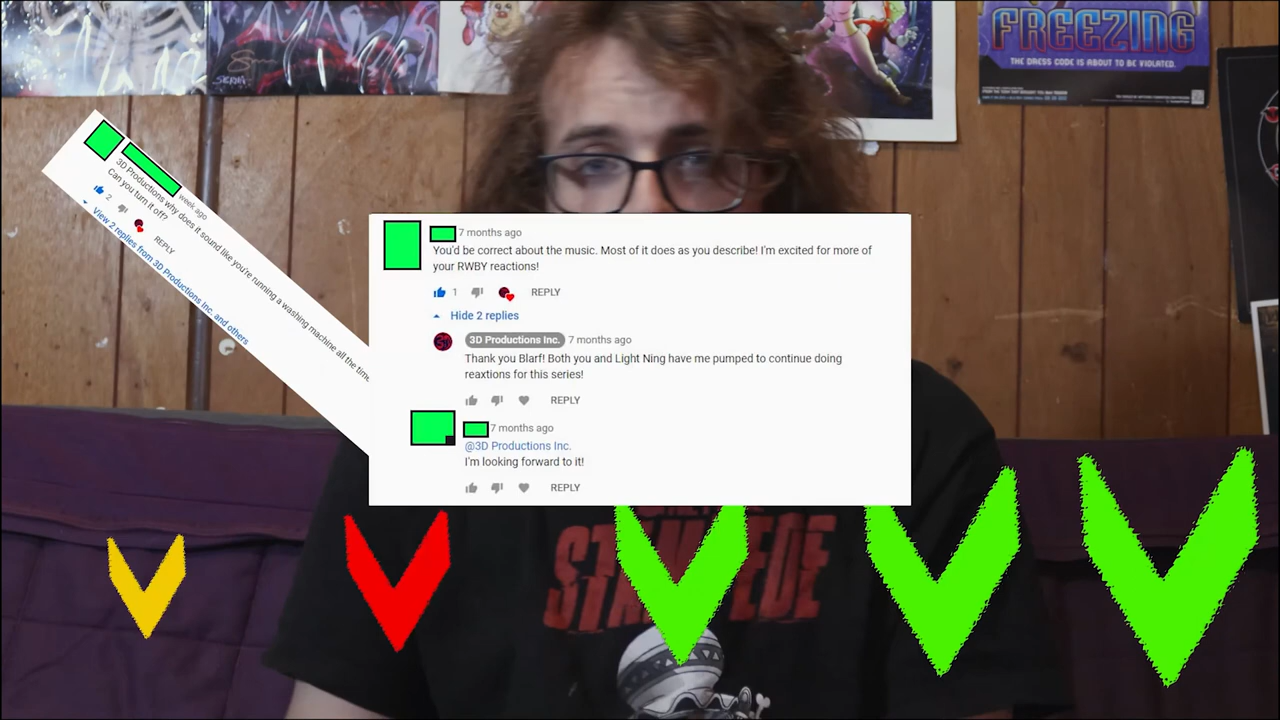 FREEZING
THE DRESS CODE IS ABOUT TO BE VIOLATED.
week ago
3D Productions why does it sound like you're running a washing machine all the time
Can you turn it off?
2
REPLY
View 2 replies from 3D Productions Inc. and others
7 months ago
You'd be correct about the music. Most of it does as you describe! I'm excited for more of
your RWBY reactions!
1 REPLY
Hide 2 replies
3D Productions Inc. 7 months ago
Thank you Blarf! Both you and Light Ning have me pumped to continue doing
reaxtions for this series!
REPLY
7 months ago
@3D Productions Inc.
I'm looking forward to it!
REPLY